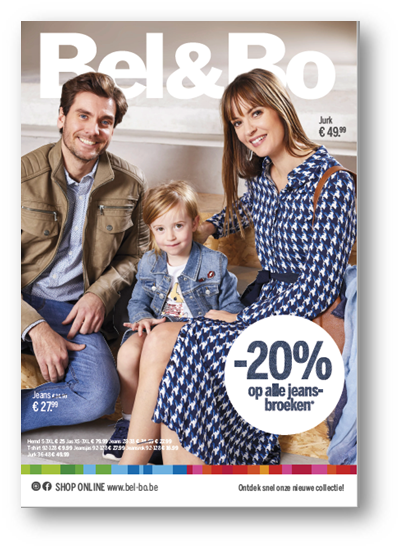 Bel&Bo
Jurk
€ 49.99
-20%
op alle jeans-
broeken*
Jeans
€ 27.99
SHOP ONLINE www.bel-bo.be
Ontdek snel onze nieuwe collectie!